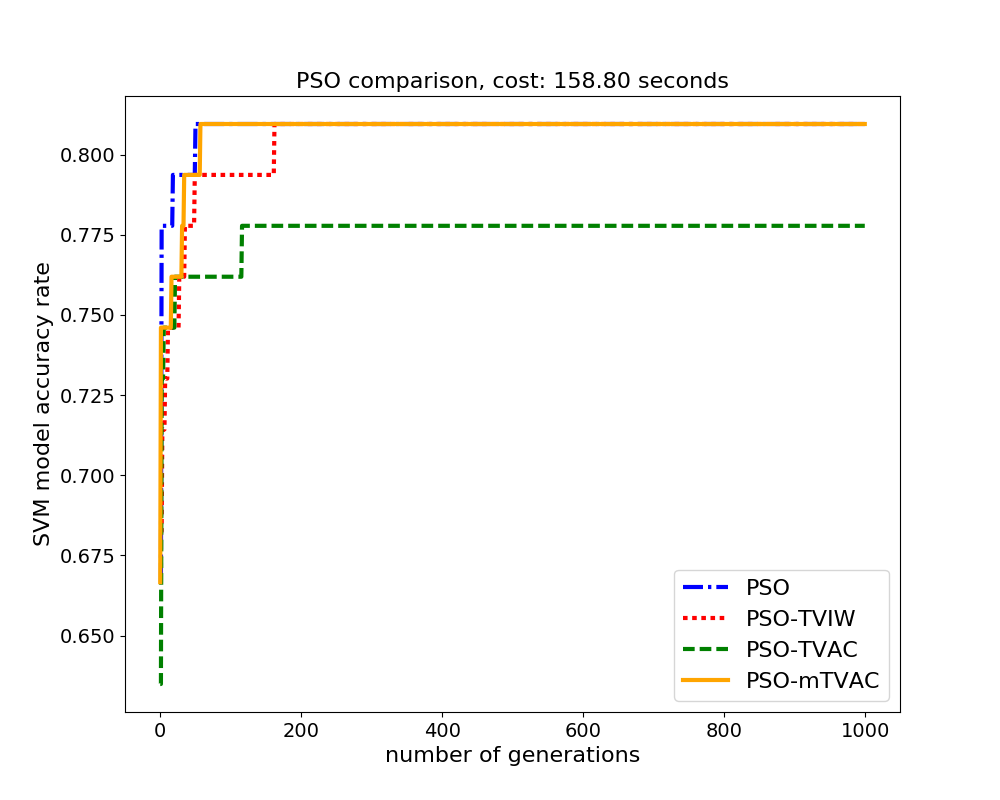 PSO comparison, cost: 158.80 seconds
SVM model accuracy rate
0.800
0.775
0.750
0.725
0.700
0.675
0.650
0 200 400 600 800 1000
number of generations
PSO
PSO-TVIW
PSO-TVAC
PSO-mTVAC